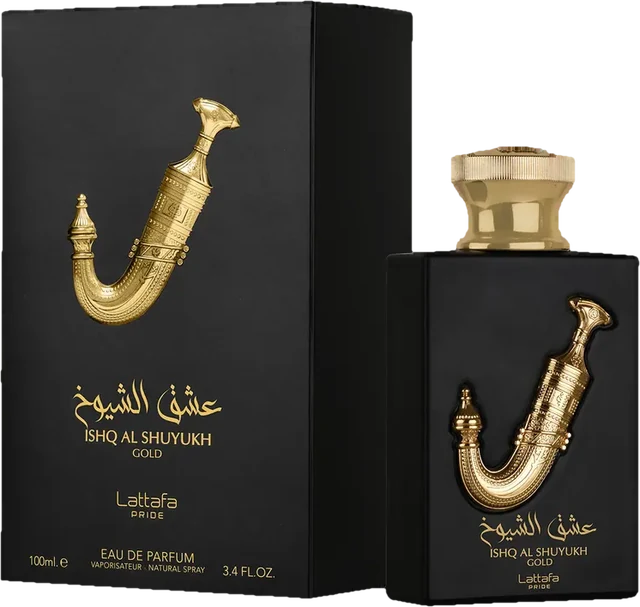 عشق الشيوخ
ISHQ AL SHUYUKH
GOLD
Lattafa
PRIDE
100ml. e
EAU DE PARFUM
VAPORISATEUR - NATURAL SPRAY
3.4 FL.OZ.
عشق الشيوخ
ISHQ AL SHUYUKH
GOLD
Lattafa
PRIDE